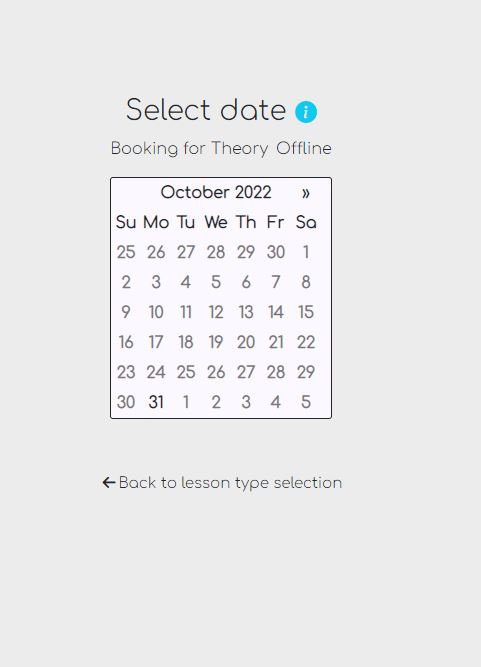 Select date i
Booking for Theory Offline
October 2022 »
Su Mo Tu We Th Fr Sa
25 26 27 28 29 30 1
2 3 4 5 6 7 8
9 10 11 12 13 14 15
16 17 18 19 20 21 22
23 24 25 26 27 28 29
30 31 1 2 3 4 5
←Back to lesson type selection